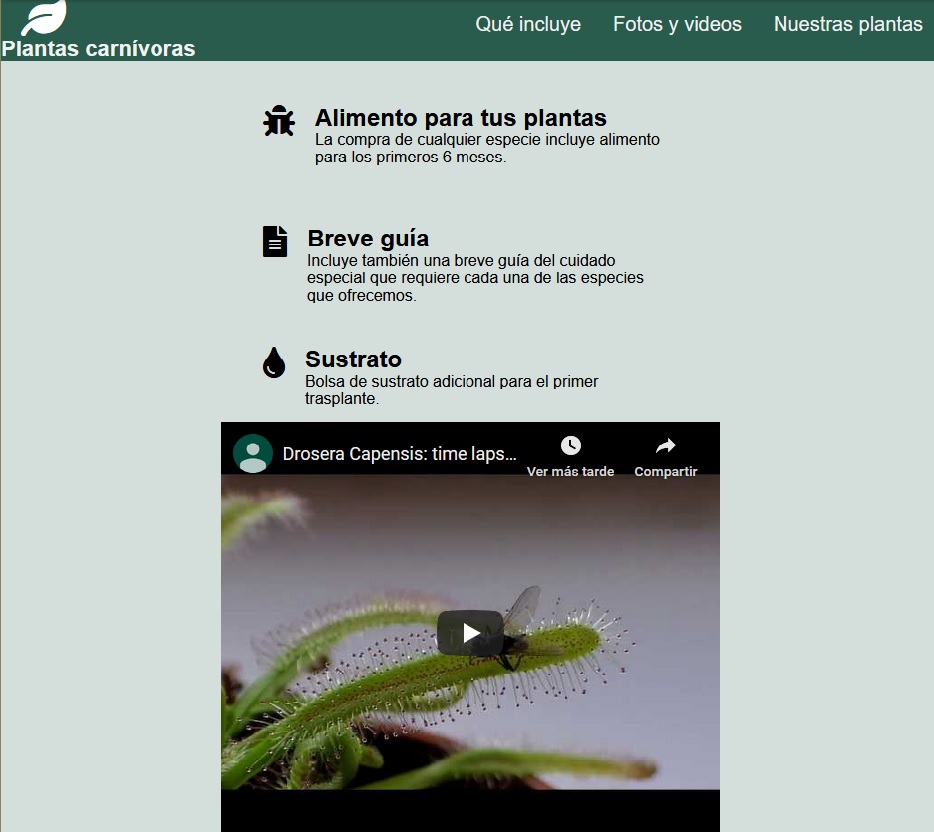 Plantas carnívoras
Qué incluye
Fotos y videos
Nuestras plantas
Alimento para tus plantas
La compra de cualquier especie incluye alimento
para los primeros 6 meses.
Breve guía
Incluye también una breve guía del cuidado
especial que requiere cada una de las especies
que ofrecemos.
Sustrato
Bolsa de sustrato adicional para el primer
trasplante.
Drosera Capensis: time laps...
Ver más tarde
Compartir